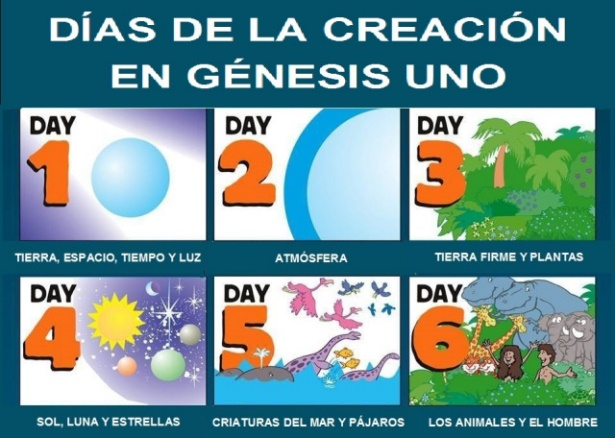 DÍAS DE LA CREACIÓN
EN GÉNESIS UNO
DAY
1
DAY
2
DAY
3
TIERRA, ESPACIO, TIEMPO Y LUZ
ATMÓSFERA
TIERRA FIRME Y PLANTAS
DAY
4
DAY
5
DAY
6
SOL, LUNA Y ESTRELLAS
CRIATURAS DEL MAR Y PÁJAROS
LOS ANIMALES Y EL HOMBRE